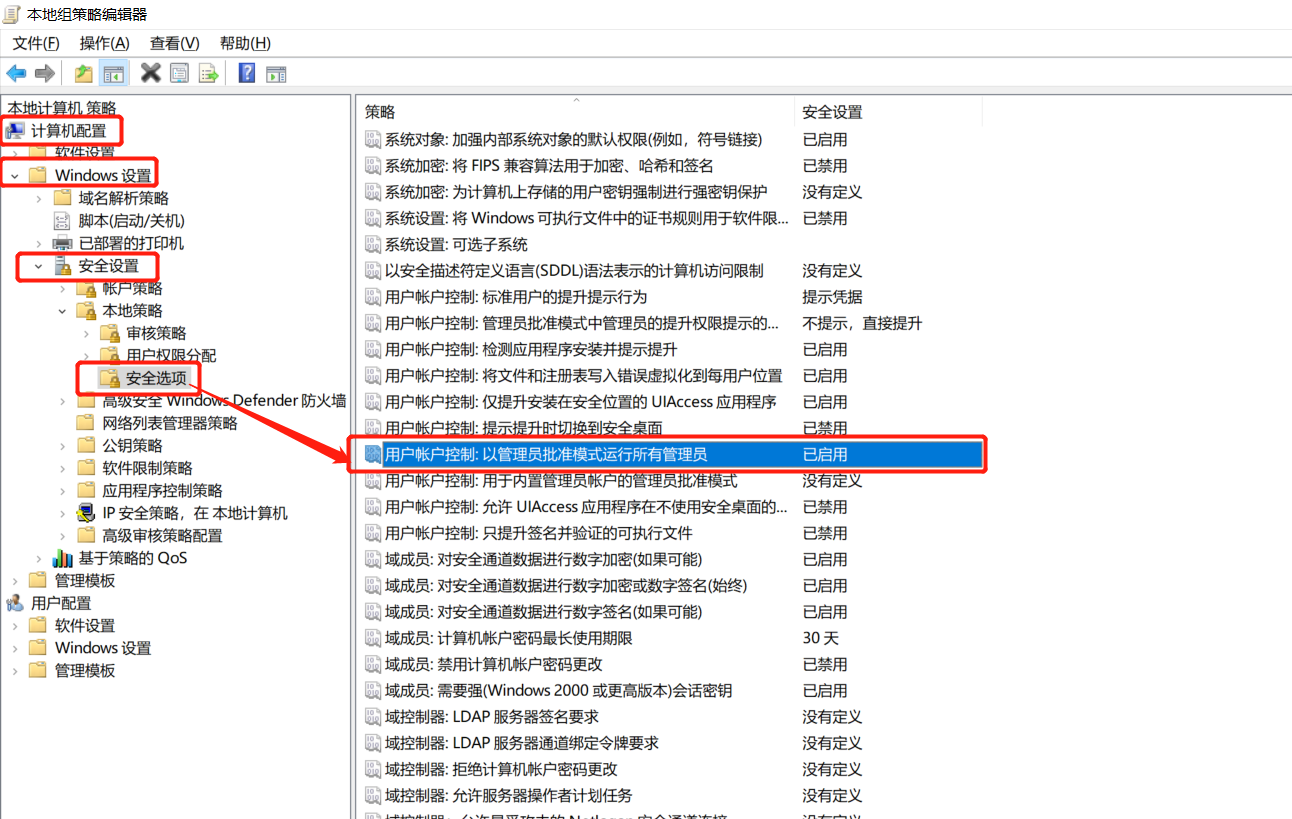 本地组策略编辑器
文件(F) 操作(A) 查看(V) 帮助(H)
本地计算机 策略
计算机配置
软件设置
Windows 设置
域名解析策略
脚本(启动/关机)
已部署的打印机
安全设置
帐户策略
本地策略
审核策略
用户权限分配
安全选项
高级安全 Windows Defender 防火墙
网络列表管理器策略
公钥策略
软件限制策略
应用程序控制策略
IP 安全策略，在 本地计算机
高级审核策略配置
基于策略的 QoS
管理模板
用户配置
软件设置
Windows 设置
管理模板
策略 安全设置
系统对象: 加强内部系统对象的默认权限(例如，符号链接) 已启用
系统加密: 将 FIPS 兼容算法用于加密、哈希和签名 已禁用
系统加密: 为计算机上存储的用户密钥强制进行强密钥保护 没有定义
系统设置: 将 Windows 可执行文件中的证书规则用于软件限... 已禁用
系统设置: 可选子系统
以安全描述符定义语言(SDDL)语法表示的计算机访问限制 没有定义
用户帐户控制: 标准用户的提升提示行为 提示凭据
用户帐户控制: 管理员批准模式中管理员的提升权限提示的... 不提示，直接提升
用户帐户控制: 检测应用程序安装并提示提升 已启用
用户帐户控制: 将文件和注册表写入错误虚拟化到每用户位置 已启用
用户帐户控制: 仅提升安装在安全位置的 UIAccess 应用程序 已启用
用户帐户控制: 提示提升时切换到安全桌面 已禁用
用户帐户控制: 以管理员批准模式运行所有管理员 已启用
用户帐户控制: 用于内置管理员帐户的管理员批准模式 没有定义
用户帐户控制: 允许 UIAccess 应用程序在不使用安全桌面的... 已禁用
用户帐户控制: 只提升签名并验证的可执行文件 已禁用
域成员: 对安全通道数据进行数字加密(如果可能) 已启用
域成员: 对安全通道数据进行数字加密或数字签名(始终) 已启用
域成员: 对安全通道数据进行数字签名(如果可能) 已启用
域成员: 计算机帐户密码最长使用期限 30 天
域成员: 禁用计算机帐户密码更改 已禁用
域成员: 需要强(Windows 2000 或更高版本)会话密钥 已启用
域控制器: LDAP 服务器签名要求 没有定义
域控制器: LDAP 服务器通道绑定令牌要求 没有定义
域控制器: 拒绝计算机帐户密码更改 没有定义
域控制器: 允许服务器操作者计划任务 没有定义